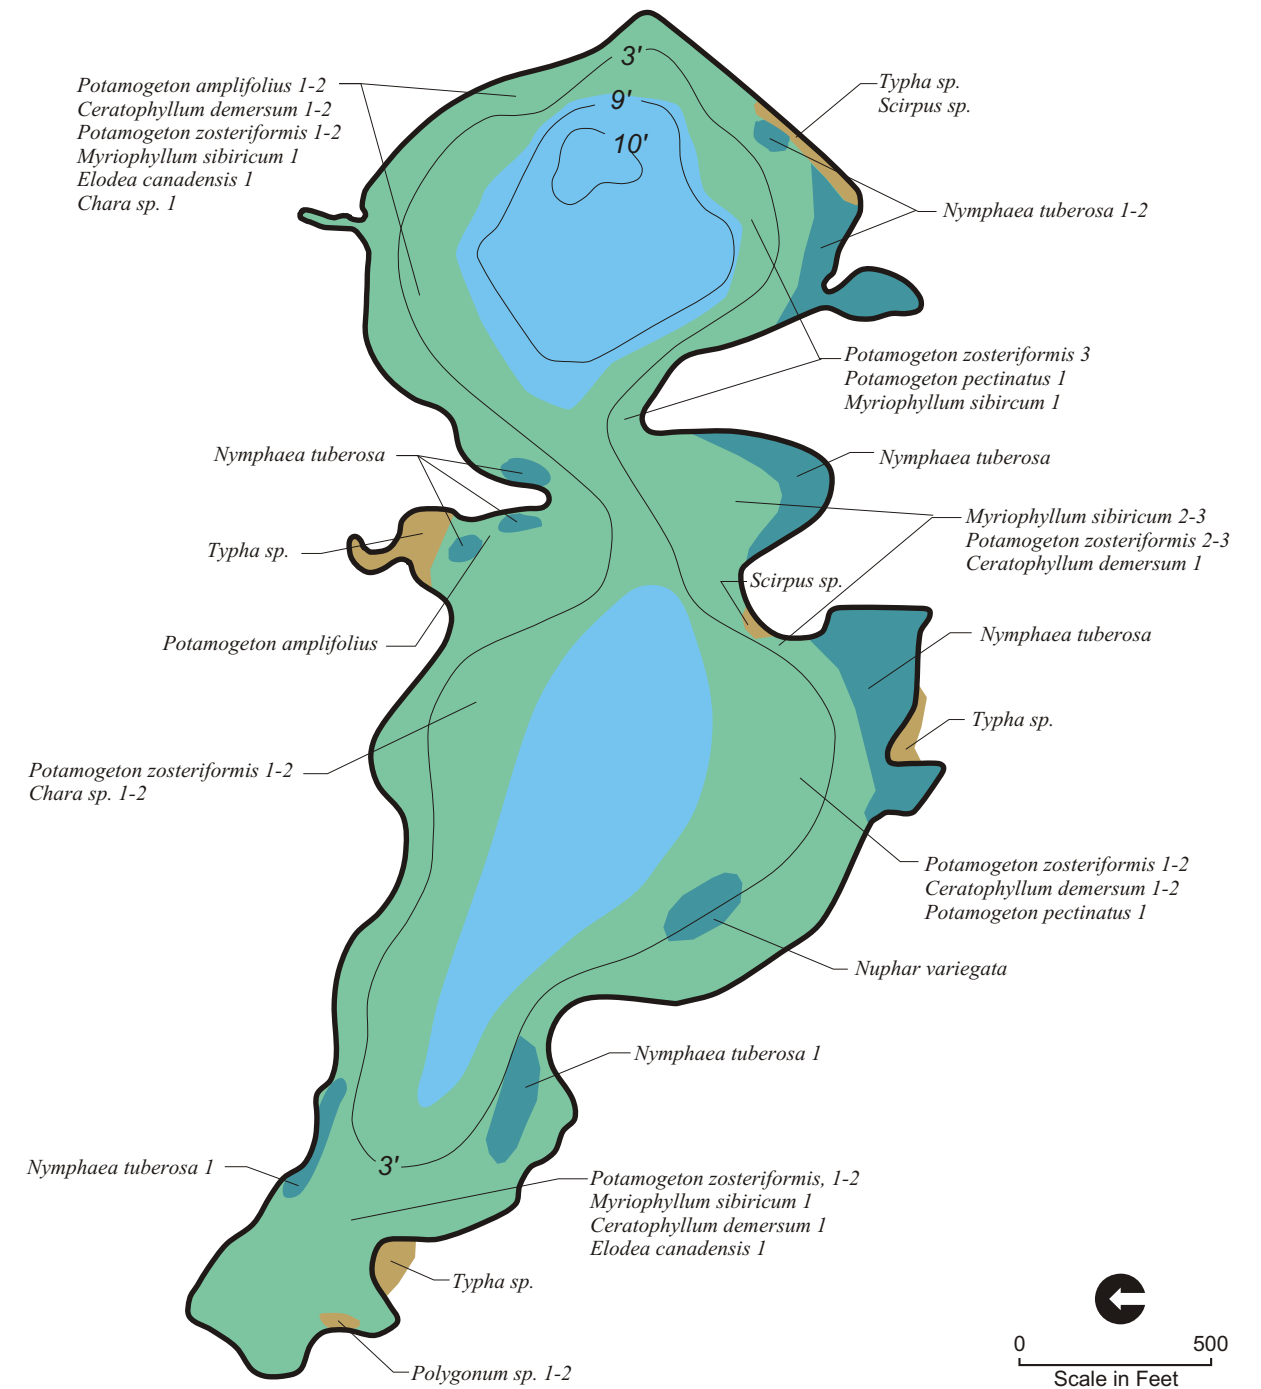 3'
9'
10'
Potamogeton amplifolius 1-2
Ceratophyllum demersum 1-2
Potamogeton zosteriformis 1-2
Myriophyllum sibiricum 1
Elodea canadensis 1
Chara sp. 1
Typha sp.
Scirpus sp.
Nymphaea tuberosa 1-2
Potamogeton zosteriformis 3
Potamogeton pectinatus 1
Myriophyllum sibircum 1
Nymphaea tuberosa
Nymphaea tuberosa
Typha sp.
Myriophyllum sibiricum 2-3
Potamogeton zosteriformis 2-3
Ceratophyllum demersum 1
Scirpus sp.
Potamogeton amplifolius
Nymphaea tuberosa
Typha sp.
Potamogeton zosteriformis 1-2
Chara sp. 1-2
Potamogeton zosteriformis 1-2
Ceratophyllum demersum 1-2
Potamogeton pectinatus 1
Nuphar variegata
Nymphaea tuberosa 1
Nymphaea tuberosa 1
3'
Potamogeton zosteriformis, 1-2
Myriophyllum sibiricum 1
Ceratophyllum demersum 1
Elodea canadensis 1
Typha sp.
Polygonum sp. 1-2
0 500
Scale in Feet